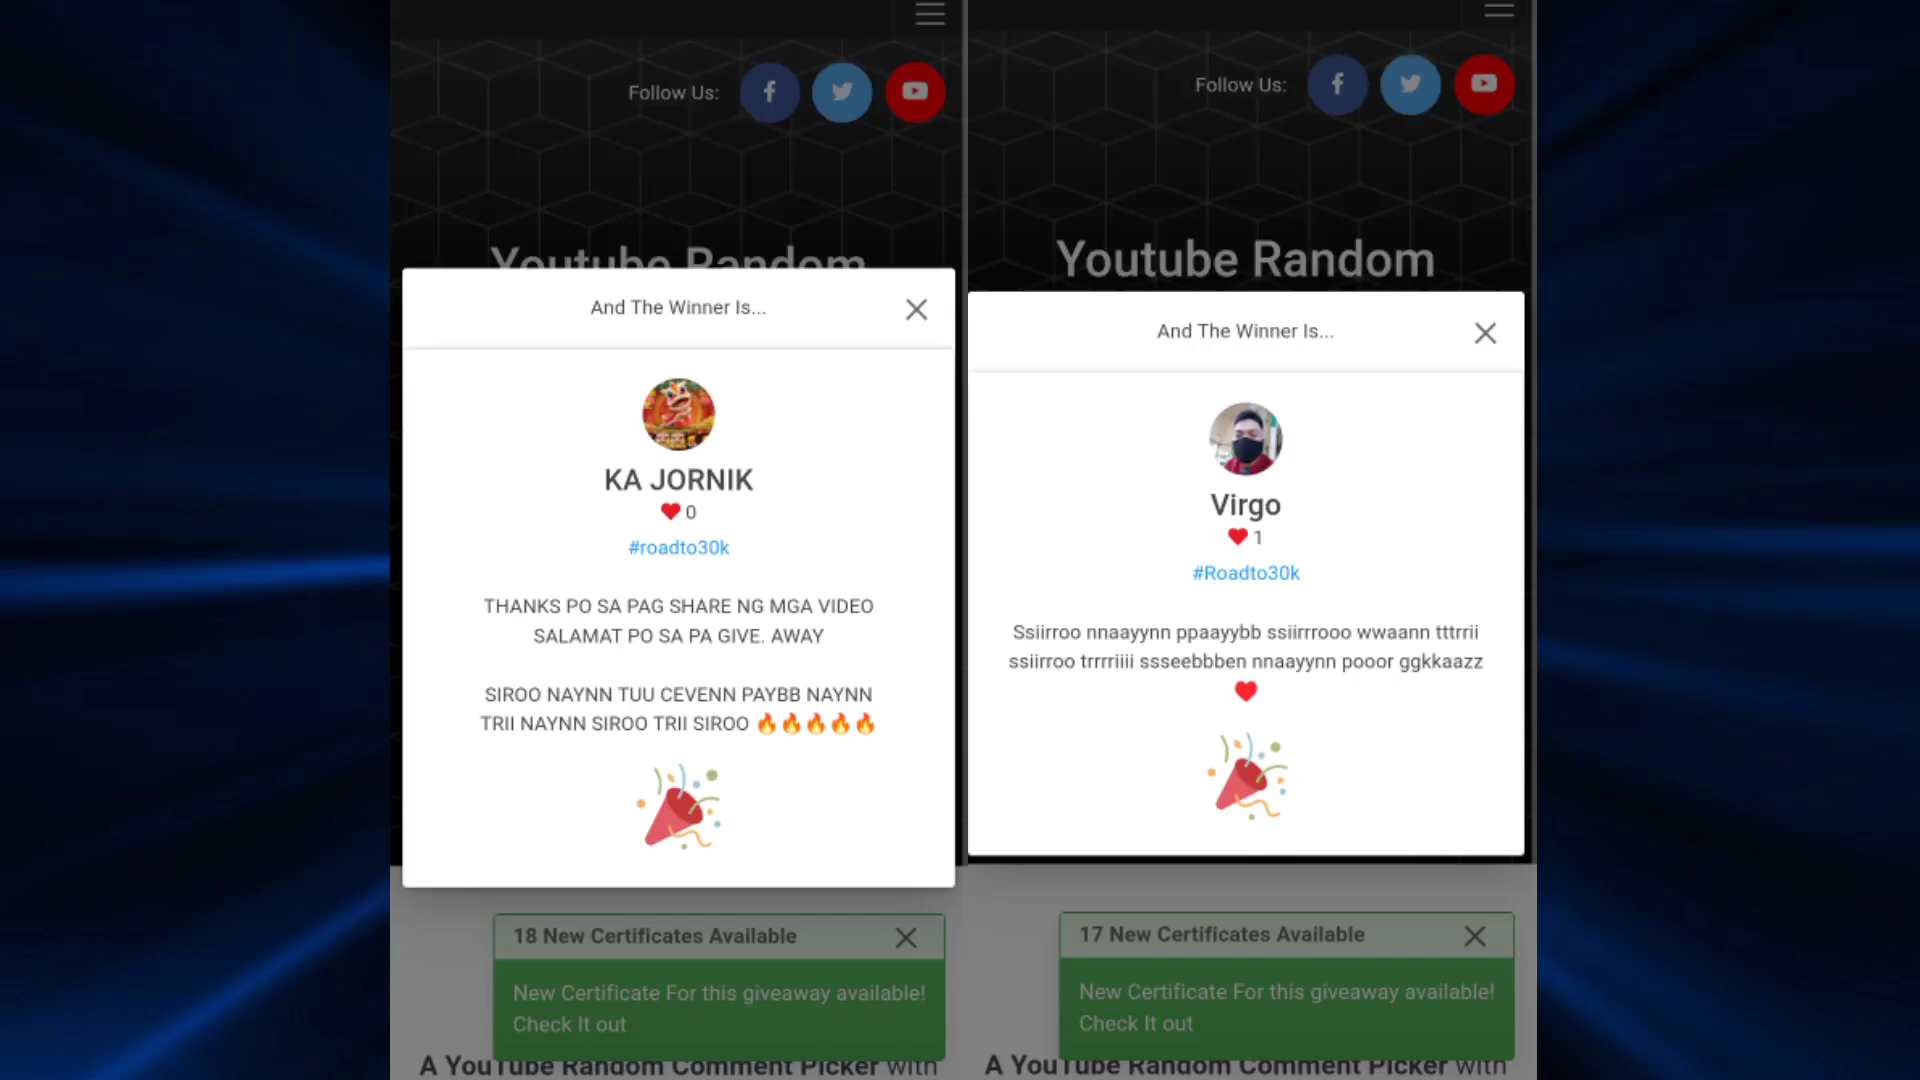 Follow Us:
Youtube Random
And The Winner Is...
KA JORNIK
0
#roadto30k
THANKS PO SA PAG SHARE NG MGA VIDEO
SALAMAT PO SA PA GIVE. AWAY
SIROO NAYNN TUU CEVENN PAYBB NAYNN
TRII NAYNN SIROO TRII SIROO 🔥🔥🔥🔥🔥
18 New Certificates Available
New Certificate For this giveaway available!
Check It out
A YouTube Random Comment Picker with
Follow Us:
Youtube Random
And The Winner Is...
Virgo
1
#Roadto30k
Ssiirroo nnaayynn ppaayybb ssiirrrooo wwaann tttrrii
ssiirroo trrrriiii ssseebbben nnaayynn pooor ggkkaazz
❤️
17 New Certificates Available
New Certificate For this giveaway available!
Check It out
A YouTube Random Comment Picker with